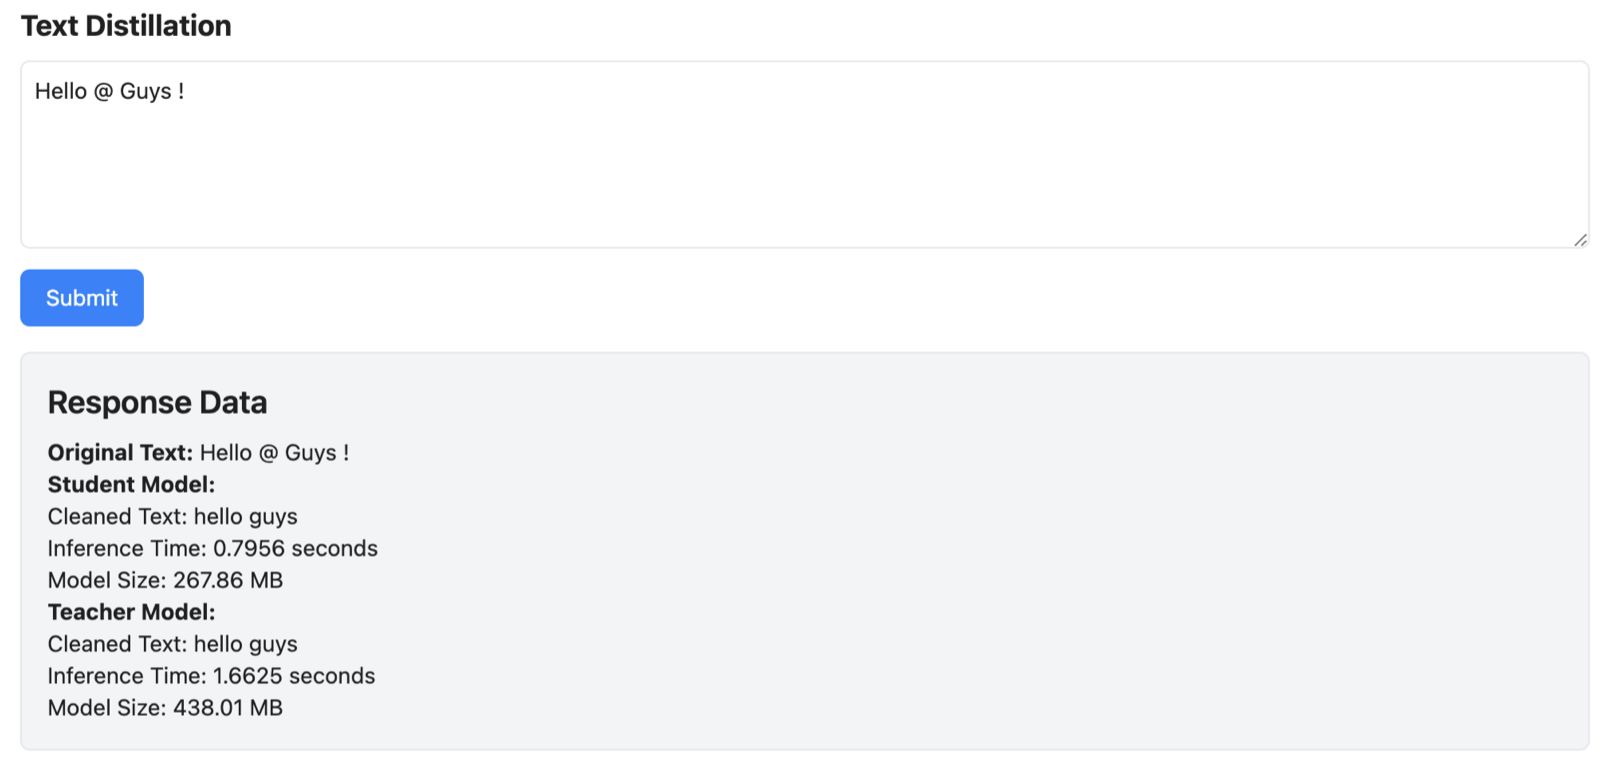 Text Distillation
Hello @ Guys !
Submit
Response Data
Original Text: Hello @ Guys !
Student Model:
Cleaned Text: hello guys
Inference Time: 0.7956 seconds
Model Size: 267.86 MB
Teacher Model:
Cleaned Text: hello guys
Inference Time: 1.6625 seconds
Model Size: 438.01 MB